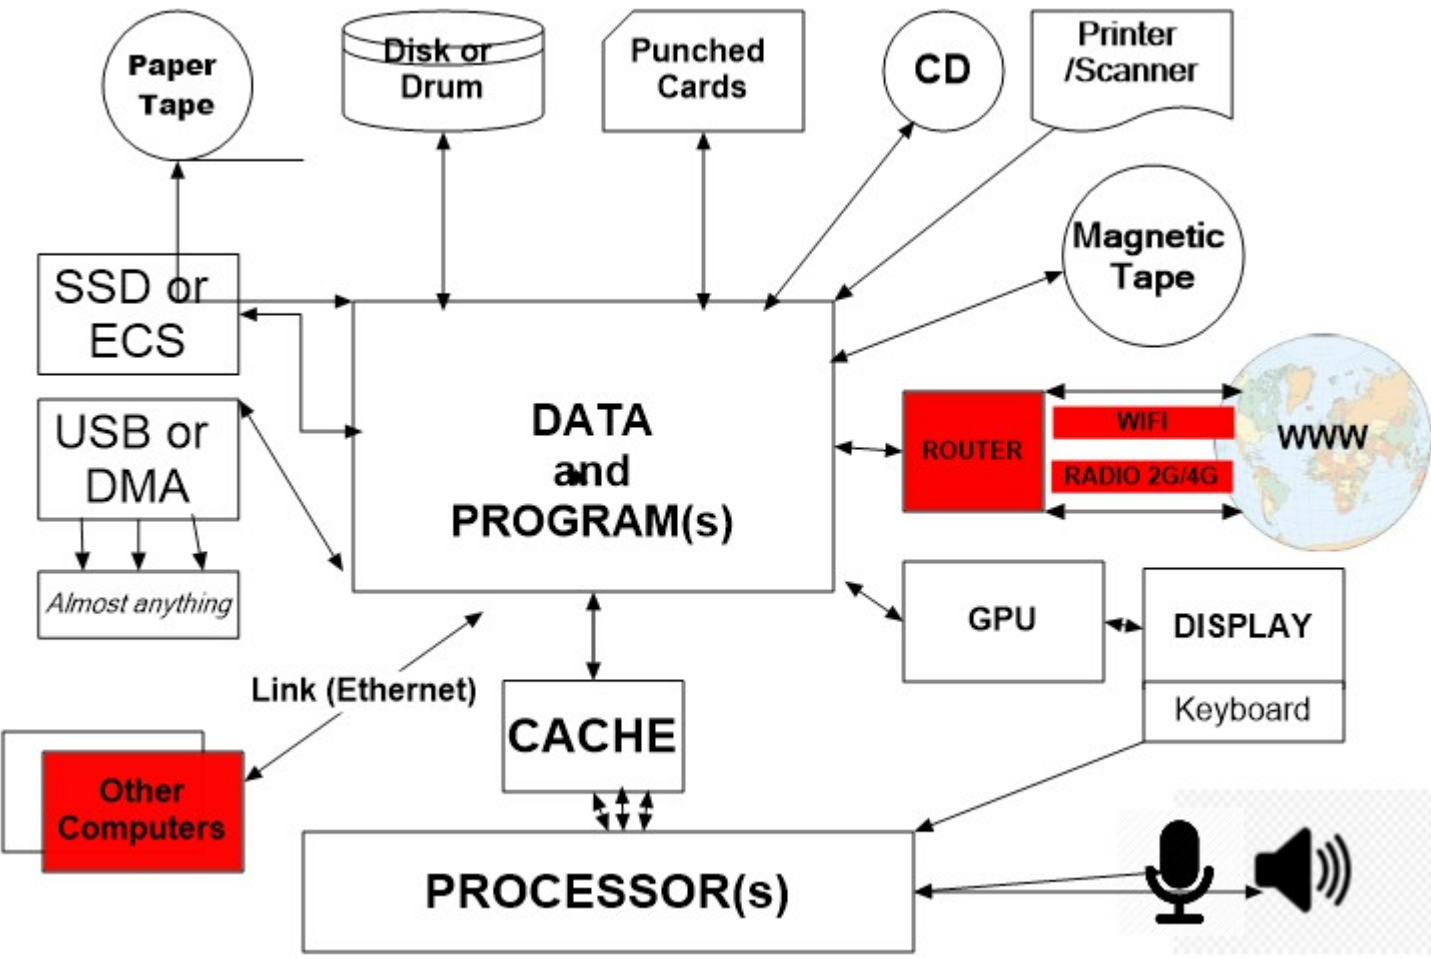 Paper
Tape
Disk or
Drum
Punched
Cards
CD
Printer
/Scanner
Magnetic
Tape
SSD or
ECS
USB or
DMA
Almost anything
DATA
and
PROGRAM(s)
ROUTER
WIFI
RADIO 2G/4G
WWW
GPU
DISPLAY
Keyboard
Link (Ethernet)
CACHE
Other
Computers
PROCESSOR(s)